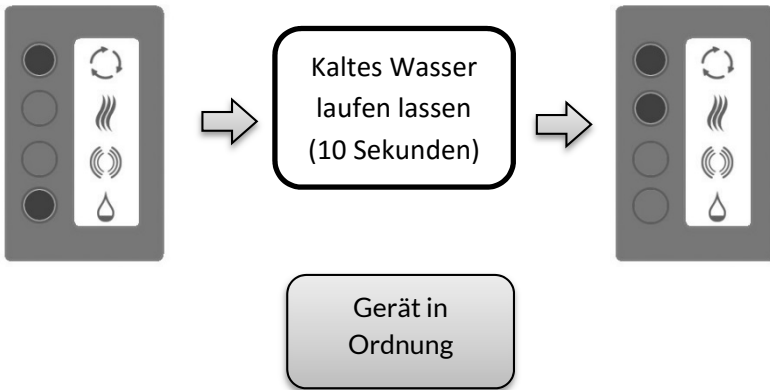 Kaltes Wasser
laufen lassen
(10 Sekunden)
Gerät in
Ordnung